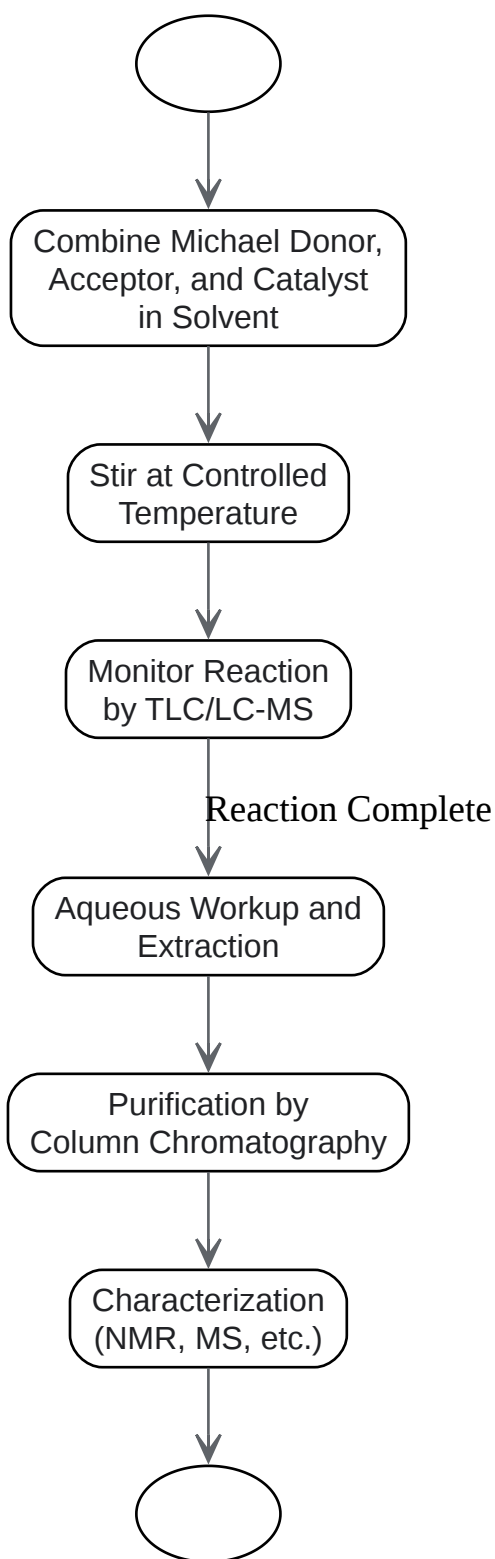 Combine Michael Donor,
Acceptor, and Catalyst
in Solvent
Stir at Controlled
Temperature
Monitor Reaction
by TLC/LC-MS
Reaction Complete
Aqueous Workup and
Extraction
Purification by
Column Chromatography
Characterization
(NMR, MS, etc.)